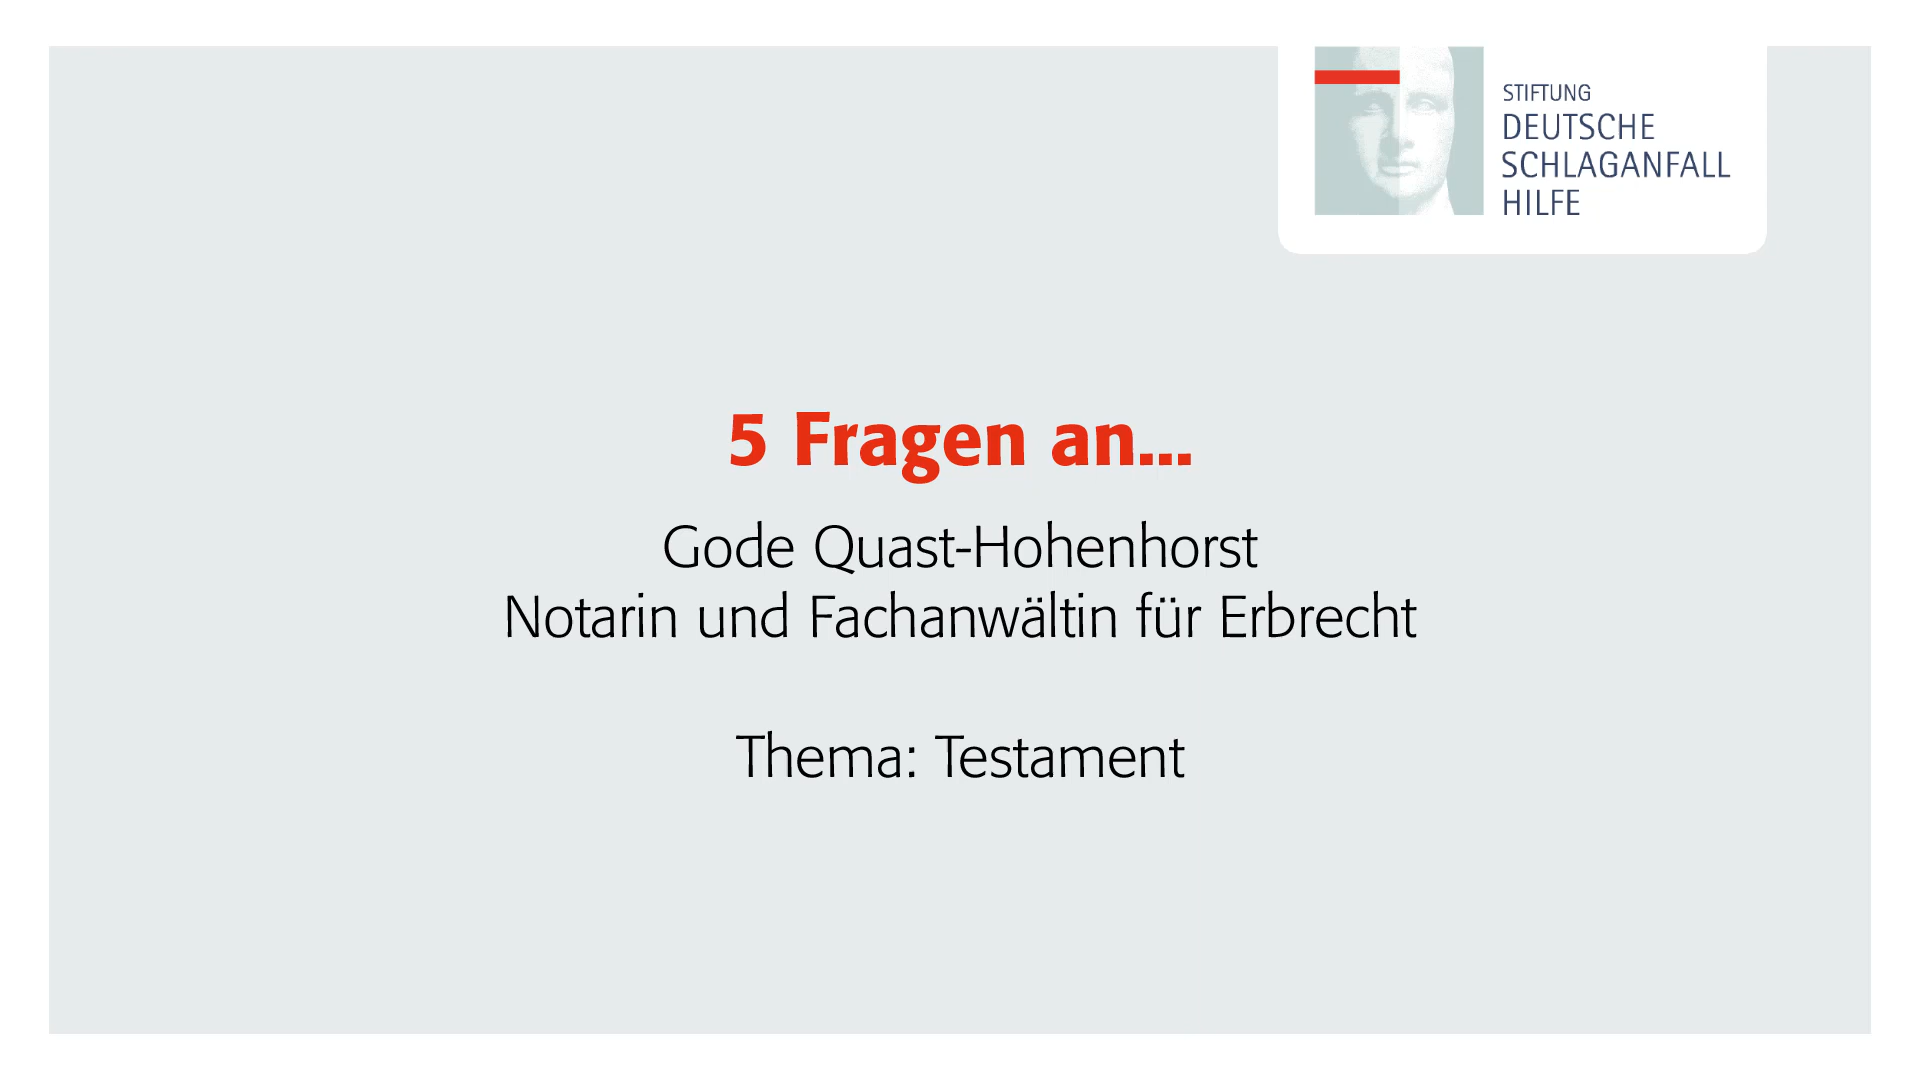 STIFTUNG
DEUTSCHE
SCHLAGANFALL
HILFE
5 Fragen an...
Gode Quast-Hohenhorst
Notarin und Fachanwältin für Erbrecht
Thema: Testament